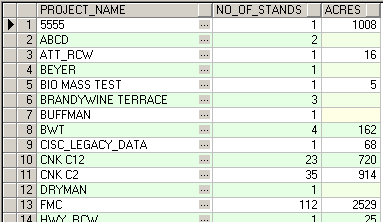 PROJECT_NAME NO_OF_STANDS ACRES
1 5555 ... 1 1008
2 ABCD ... 2
3 ATT_RCW ... 1 16
4 BEYER ... 1
5 BIO MASS TEST ... 1 5
6 BRANDYWINE TERRACE ... 3
7 BUFFMAN ... 1
8 BWT ... 4 162
9 CISC_LEGACY_DATA ... 1 68
10 CNK C12 ... 23 720
11 CNK C2 ... 35 914
12 DRYMAN ... 1
13 FMC ... 112 2529
14 HWY_RCW ... 1 25